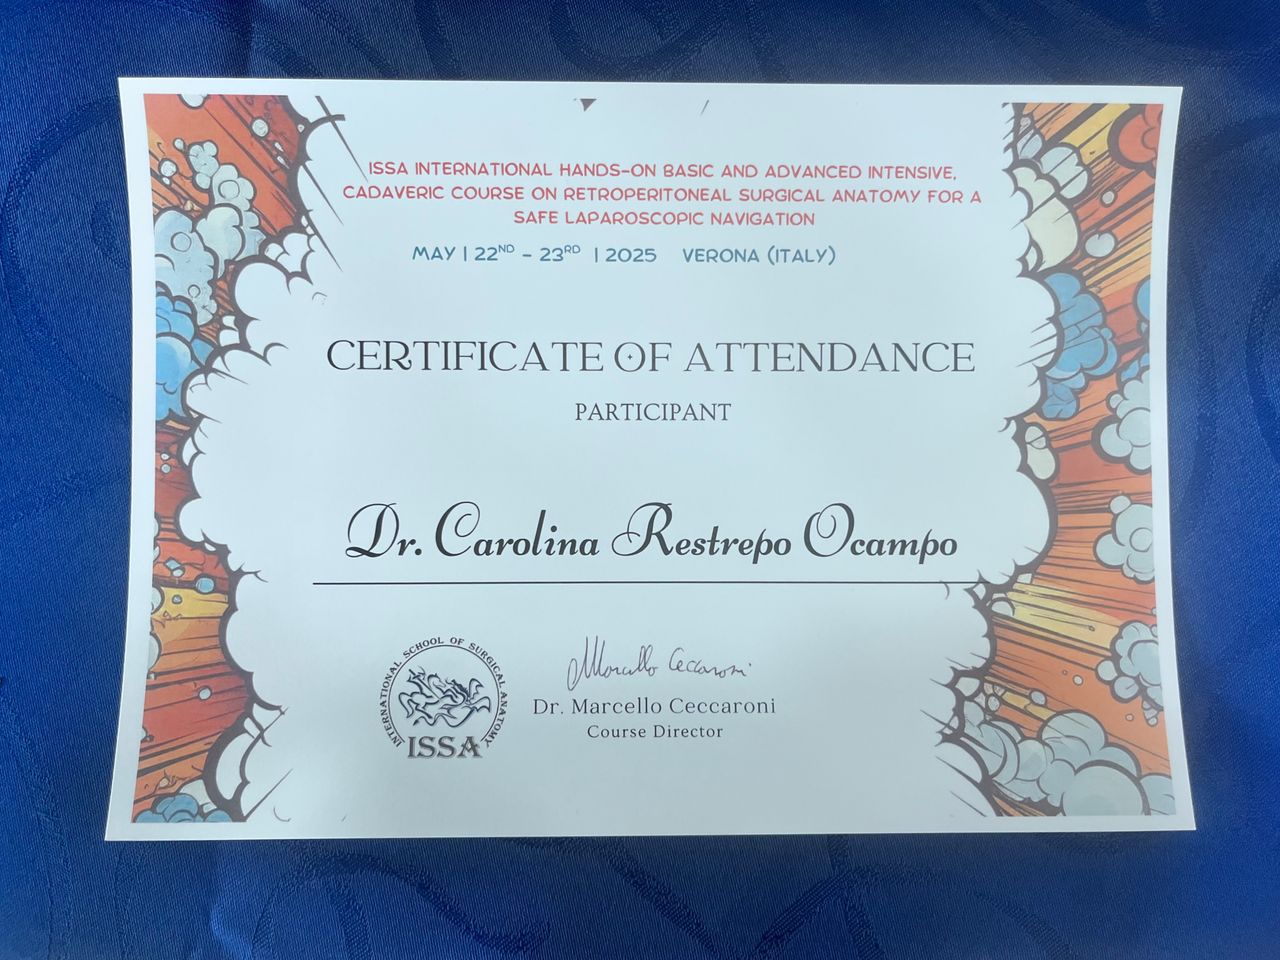 ISSA INTERNATIONAL HANDS-ON BASIC AND ADVANCED INTENSIVE,
CADAVERIC COURSE ON RETROPERITONEAL SURGICAL ANATOMY FOR A
SAFE LAPAROSCOPIC NAVIGATION
MAY | 22ND - 23RD | 2025 VERONA (ITALY)
CERTIFICATE OF ATTENDANCE
PARTICIPANT
Dr. Carolina Restrepo Ocampo
INTERNATIONAL SCHOOL OF SURGICAL ANATOMY
ISSA
Marcello Ceccaroni
Dr. Marcello Ceccaroni
Course Director